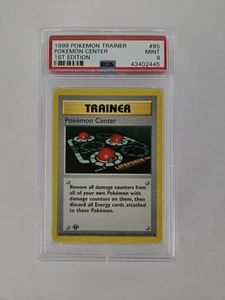 1999 POKEMON TRAINER #85
POKEMON CENTER MINT
1ST EDITION 9
PSA 43402445
TRAINER
Pokémon Center
LIFEFORCE
Remove all damage counters from
all of your own Pokémon with
damage counters on them, then
discard all Energy cards attached
to those Pokémon.